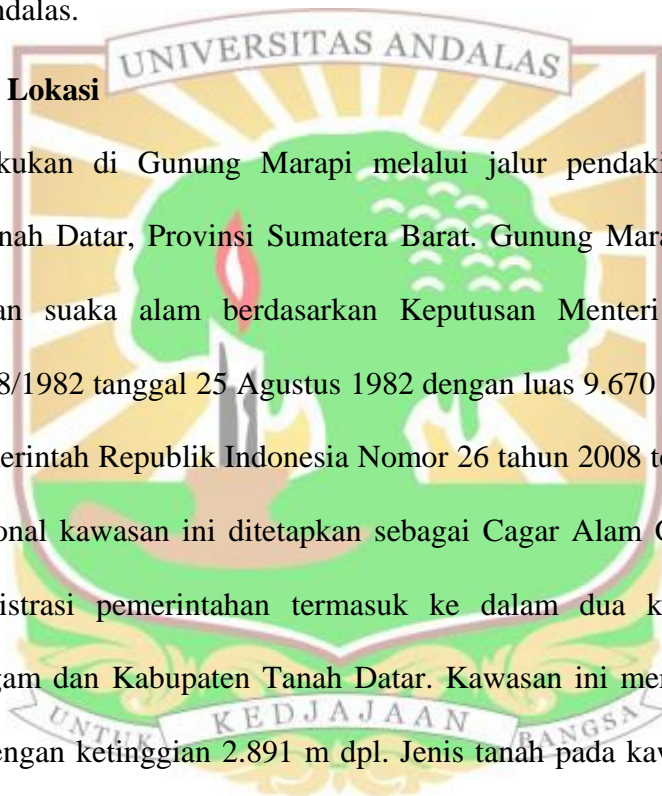 ndalas.
UNIVERSITAS ANDALAS
Lokasi
kukan di Gunung Marapi melalui jalur pendaki
nah Datar, Provinsi Sumatera Barat. Gunung Mara
an suaka alam berdasarkan Keputusan Menteri
8/1982 tanggal 25 Agustus 1982 dengan luas 9.670
merintah Republik Indonesia Nomor 26 tahun 2008 te
onal kawasan ini ditetapkan sebagai Cagar Alam G
istrasi pemerintahan termasuk ke dalam dua k
gam dan Kabupaten Tanah Datar. Kawasan ini mer
UNTUK KEDJAJAAN BANGSA
engan ketinggian 2.891 m dpl. Jenis tanah pada kaw